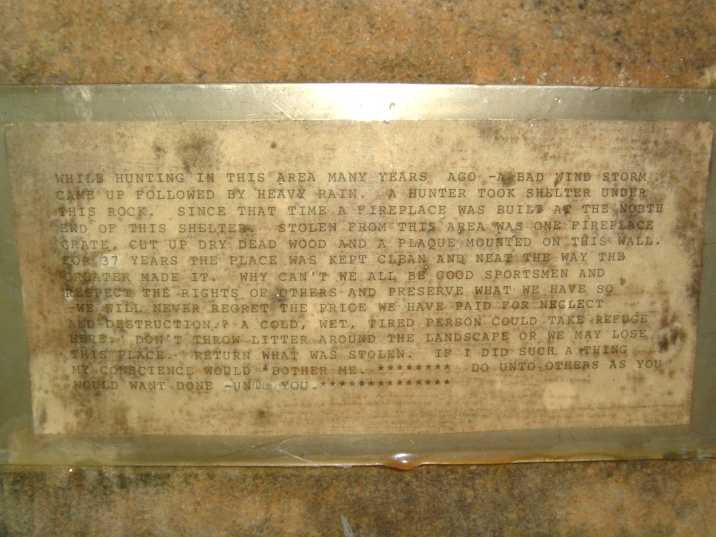 WHILE HUNTING IN THIS AREA MANY YEARS AGO -A BAD WIND STORM
CAME UP FOLLOWED BY HEAVY RAIN. A HUNTER TOOK SHELTER UNDER
THIS ROCK. SINCE THAT TIME A FIREPLACE WAS BUILT AT THE NORTH
END OF THIS SHELTER. STOLEN FROM THIS AREA WAS ONE FIREPLACE
GRATE, CUT UP DRY DEAD WOOD AND A PLAQUE MOUNTED ON THIS WALL.
FOR 37 YEARS THE PLACE WAS KEPT CLEAN AND NEAT THE WAY THE
CREATER MADE IT. WHY CAN'T WE ALL BE GOOD SPORTSMEN AND
RESPECT THE RIGHTS OF OTHERS AND PRESERVE WHAT WE HAVE SO
WE WILL NEVER REGRET THE PRICE WE HAVE PAID FOR NEGLECT
AND DESTRUCTION.? A COLD, WET, TIRED PERSON COULD TAKE REFUGE
HERE. DON'T THROW LITTER AROUND THE LANDSCAPE OR WE MAY LOSE
THIS PLACE. RETURN WHAT WAS STOLEN. IF I DID SUCH A THING
MY CONSCIENCE WOULD BOTHER ME. ******** DO UNTO OTHERS AS YOU
WOULD WANT DONE -UNTO YOU.***************